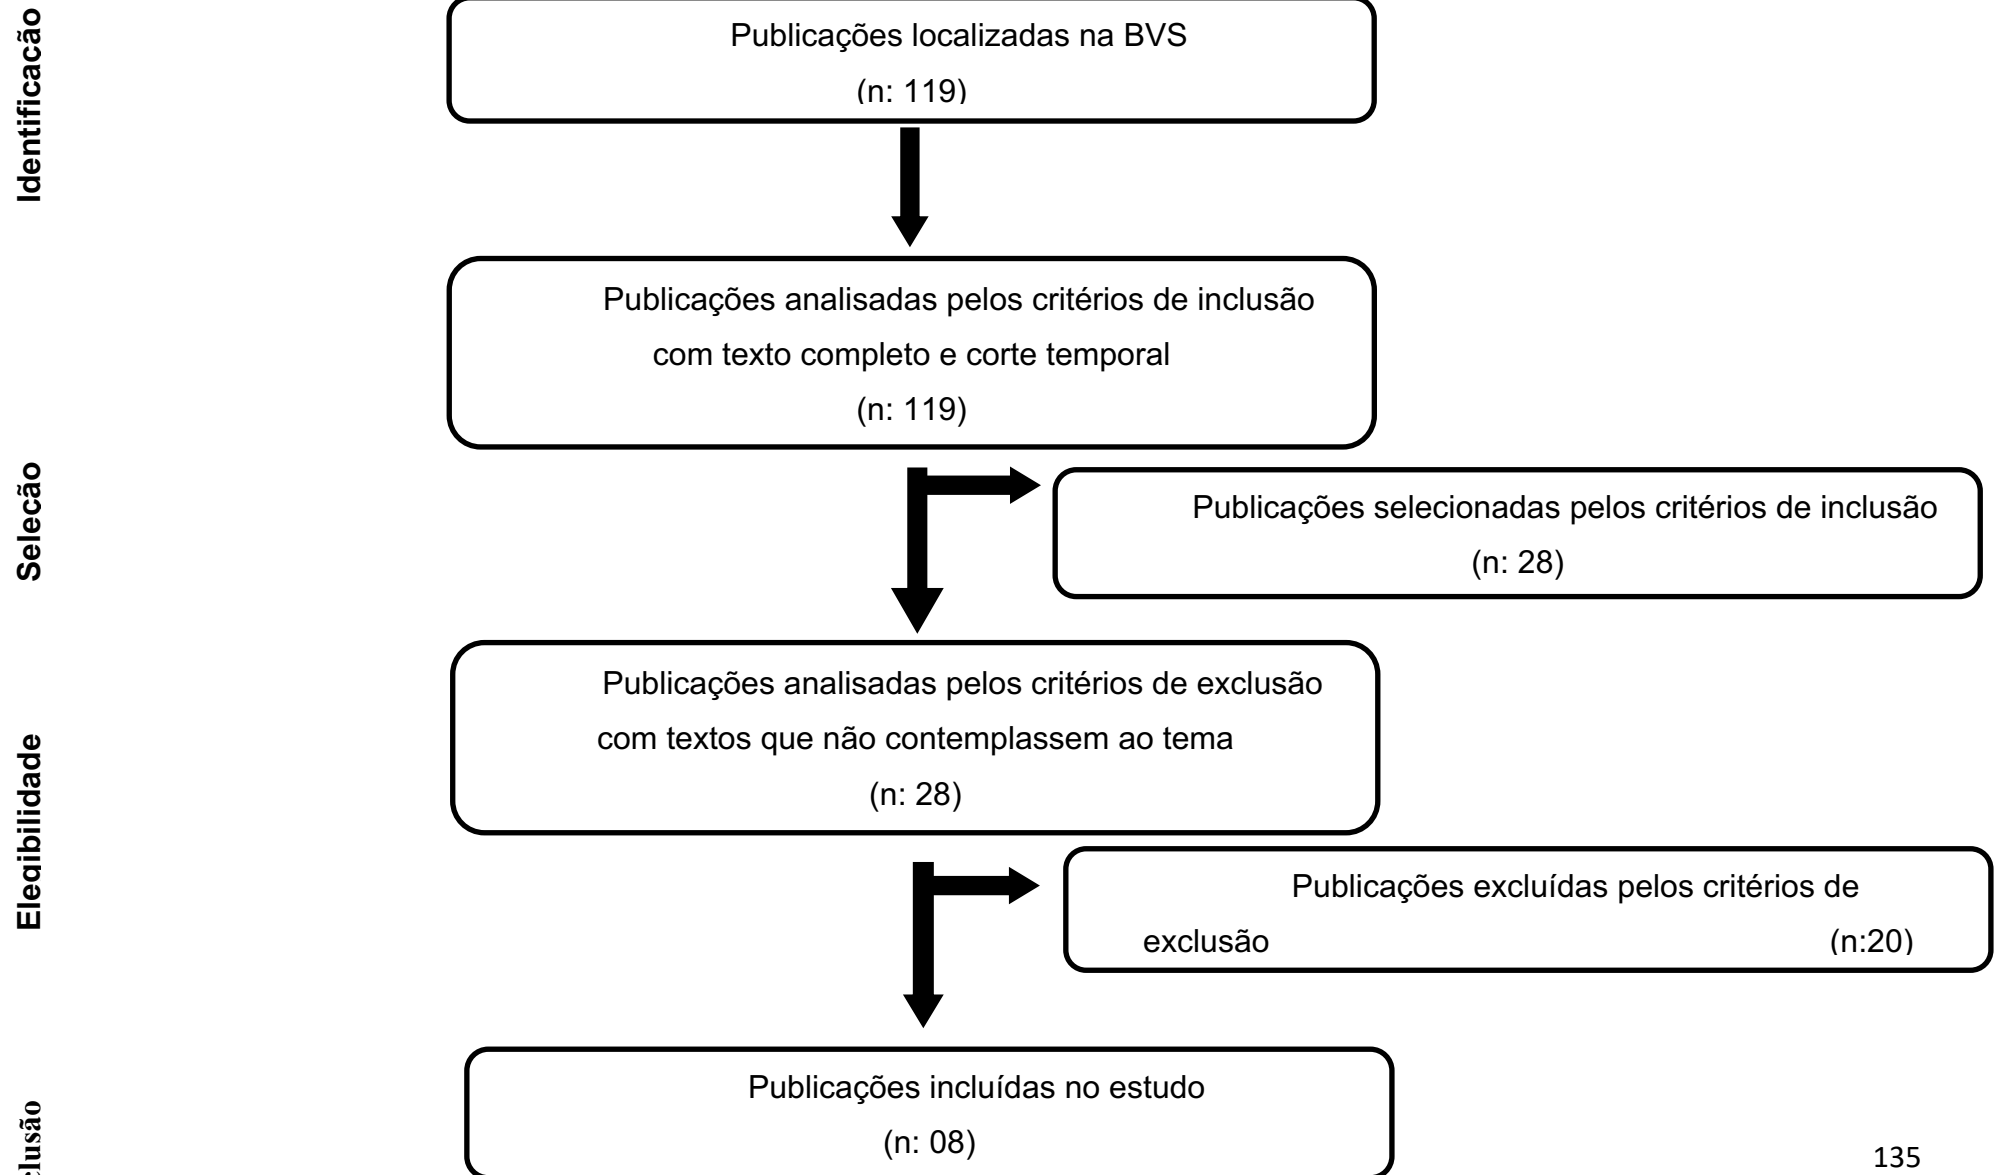 Identificação
Publicações localizadas na BVS
(n: 119)
Publicações analisadas pelos critérios de inclusão
com texto completo e corte temporal
(n: 119)
Seleção
Publicações selecionadas pelos critérios de inclusão
(n: 28)
Elegibilidade
Publicações analisadas pelos critérios de exclusão
com textos que não contemplassem ao tema
(n: 28)
Publicações excluídas pelos critérios de
exclusão (n:20)
Publicações incluídas no estudo
(n: 08)
135